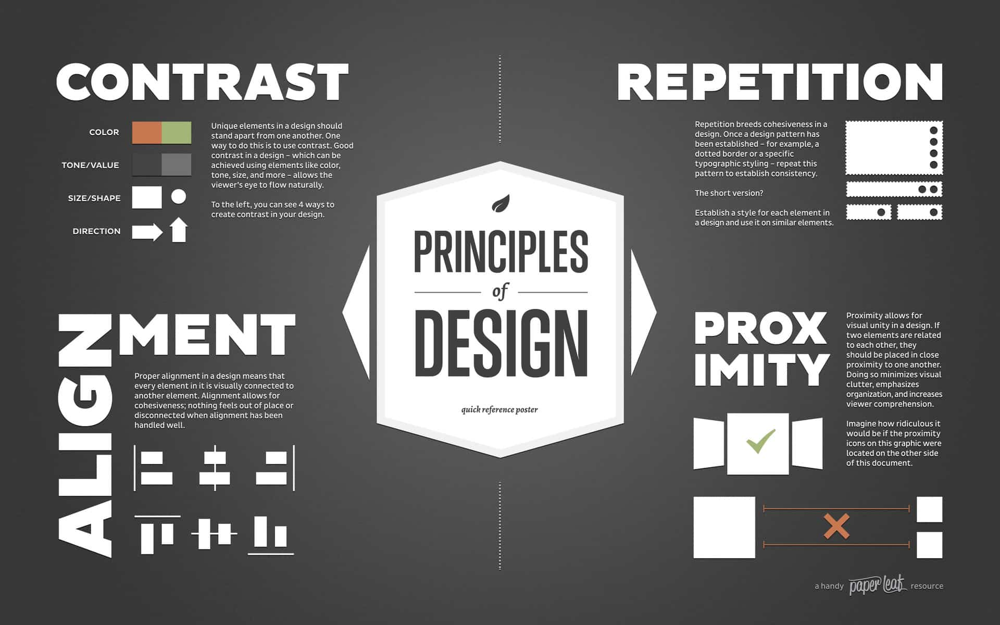 CONTRAST
COLOR
TONE/VALUE
SIZE/SHAPE
DIRECTION
Unique elements in a design should
stand apart from one another. One
way to do this is to use contrast. Good
contrast in a design – which can be
achieved using elements like color,
tone, size, and more – allows the
viewer's eye to flow naturally.
To the left, you can see 4 ways to
create contrast in your design.
REPETITION
Repetition breeds cohesiveness in a
design. Once a design pattern has
been established – for example, a
dotted border or a specific
typographic styling – repeat this
pattern to establish consistency.
The short version?
Establish a style for each element in
a design and use it on similar elements.
PRINCIPLES
of
DESIGN
quick reference poster
ALIGNMENT
Proper alignment in a design means that
every element in it is visually connected to
another element. Alignment allows for
cohesiveness; nothing feels out of place or
disconnected when alignment has been
handled well.
PROX
IMITY
Proximity allows for
visual unity in a design. If
two elements are related
to each other, they
should be placed in close
proximity to one another.
Doing so minimizes visual
clutter, emphasizes
organization, and increases
viewer comprehension.
Imagine how ridiculous it
would be if the proximity
icons on this graphic were
located on the other side
of this document.
a handy paper leaf resource